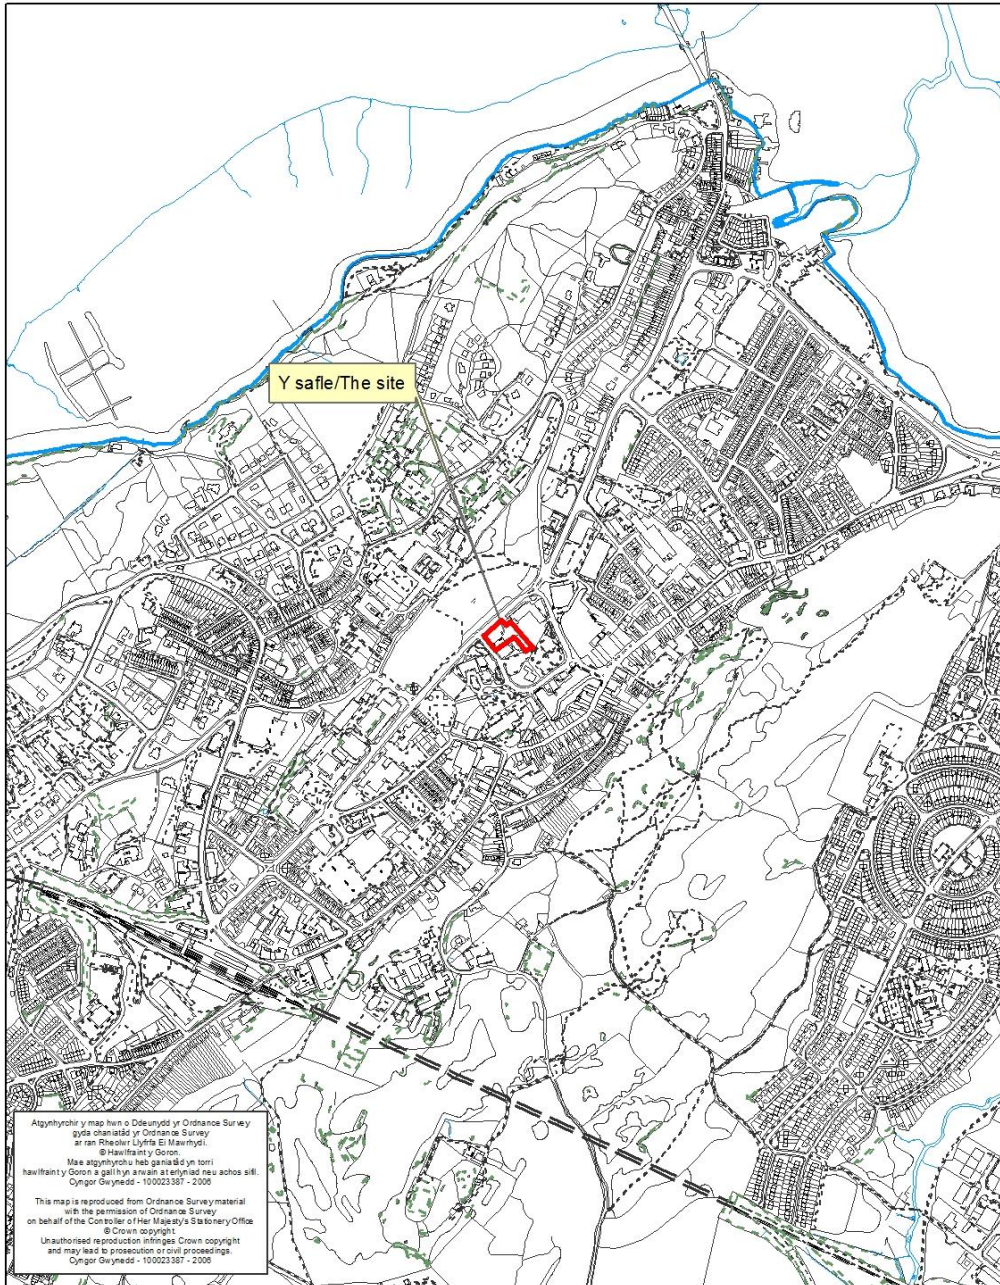 Y safle/The site
Atgynhyrchir y map hwn o Ddeunydd yr Ordnance Survey
gyda chaniatâd yr Ordnance Survey
ar ran Rheolwr Llyfrfa Ei Mawrhydi.
© Hawlfraint y Goron.
Mae atgynhyrchu heb ganiatâd yn torri
hawlfraint y Goron a gall hyn arwain at erlyniad neu achos sifil.
Cyngor Gwynedd - 100023387 - 2006
This map is reproduced from Ordnance Survey material
with the permission of Ordnance Survey
on behalf of the Controller of Her Majesty's Stationery Office
© Crown copyright.
Unauthorised reproduction infringes Crown copyright
and may lead to prosecution or civil proceedings.
Cyngor Gwynedd - 100023387 - 2006